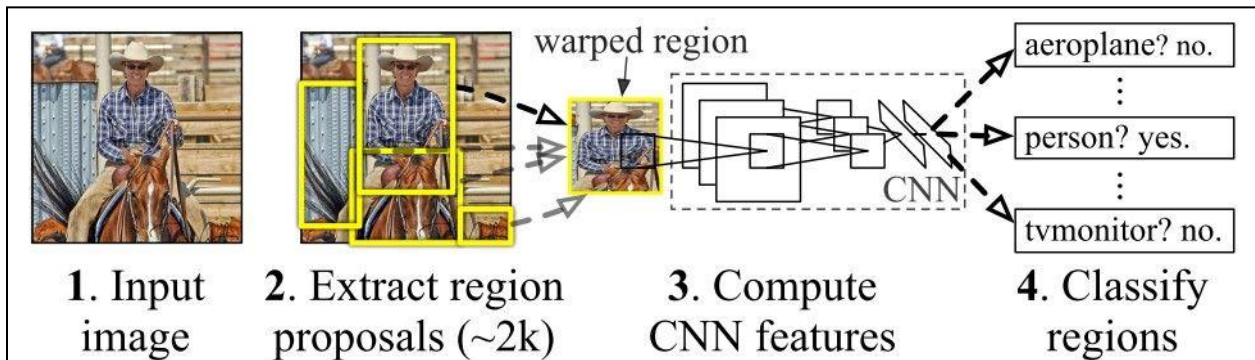 warped region
aeroplane? no.
person? yes.
CNN
tvmonitor? no.
1. Input
image
2. Extract region
proposals (~2k)
3. Compute
CNN features
4. Classify
regions